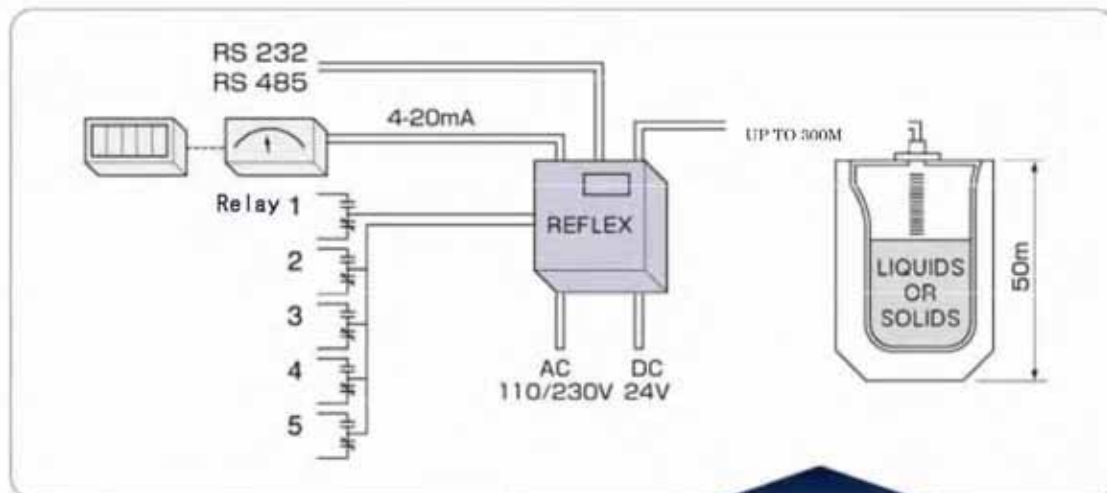 RS 232
RS 485
4-20mA
UP TO 300M
Relay 1
2
3
4
5
REFLEX
LIQUIDS
OR
SOLIDS
50m
AC DC
110/230V 24V